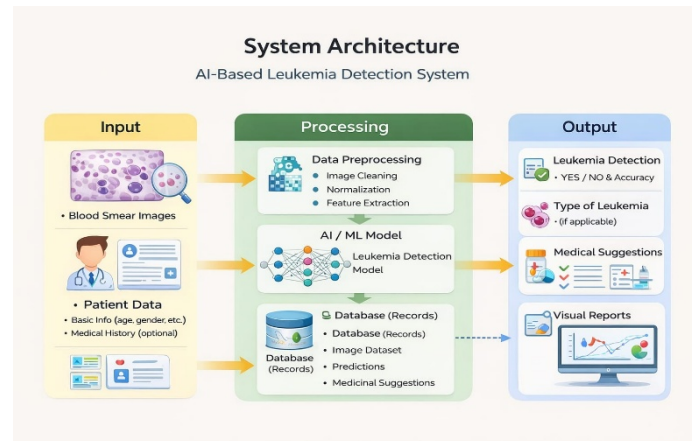 System Architecture
AI-Based Leukemia Detection System
Input
• Blood Smear Images
• Patient Data
• Basic Info (age, gender, etc.)
• Medical History (optional)
Processing
Data Preprocessing
• Image Cleaning
• Normalization
• Feature Extraction
AI / ML Model
Leukemia Detection
Model
Database (Records)
• Database (Records)
• Image Dataset
• Predictions
• Medicinal Suggestions
Database
(Records)
Output
Leukemia Detection
• YES / NO & Accuracy
Type of Leukemia
• (if applicable)
Medical Suggestions
Visual Reports